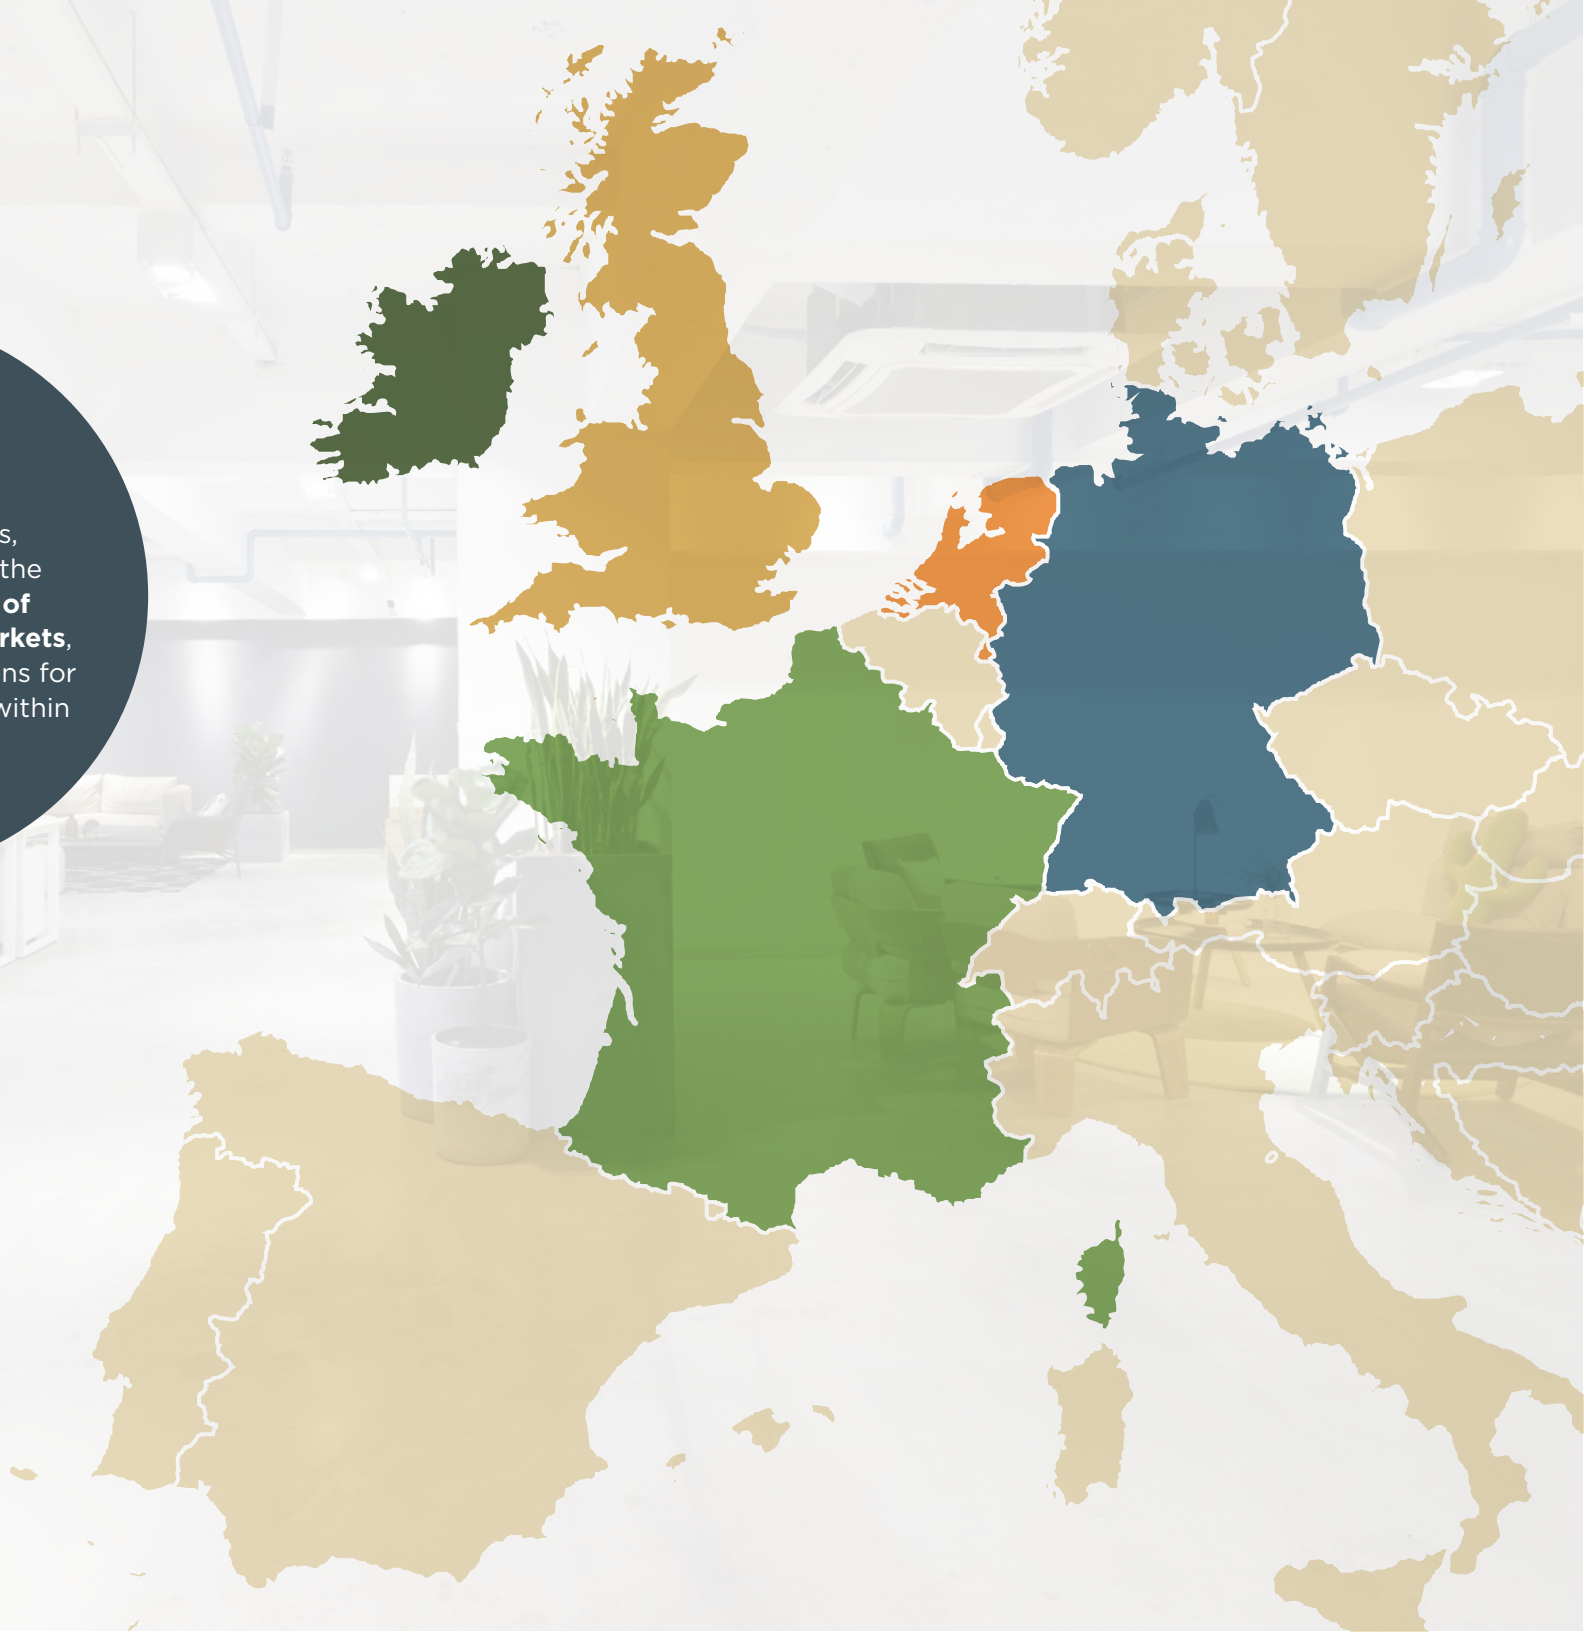 s,
the
of
rkets,
ns for
within